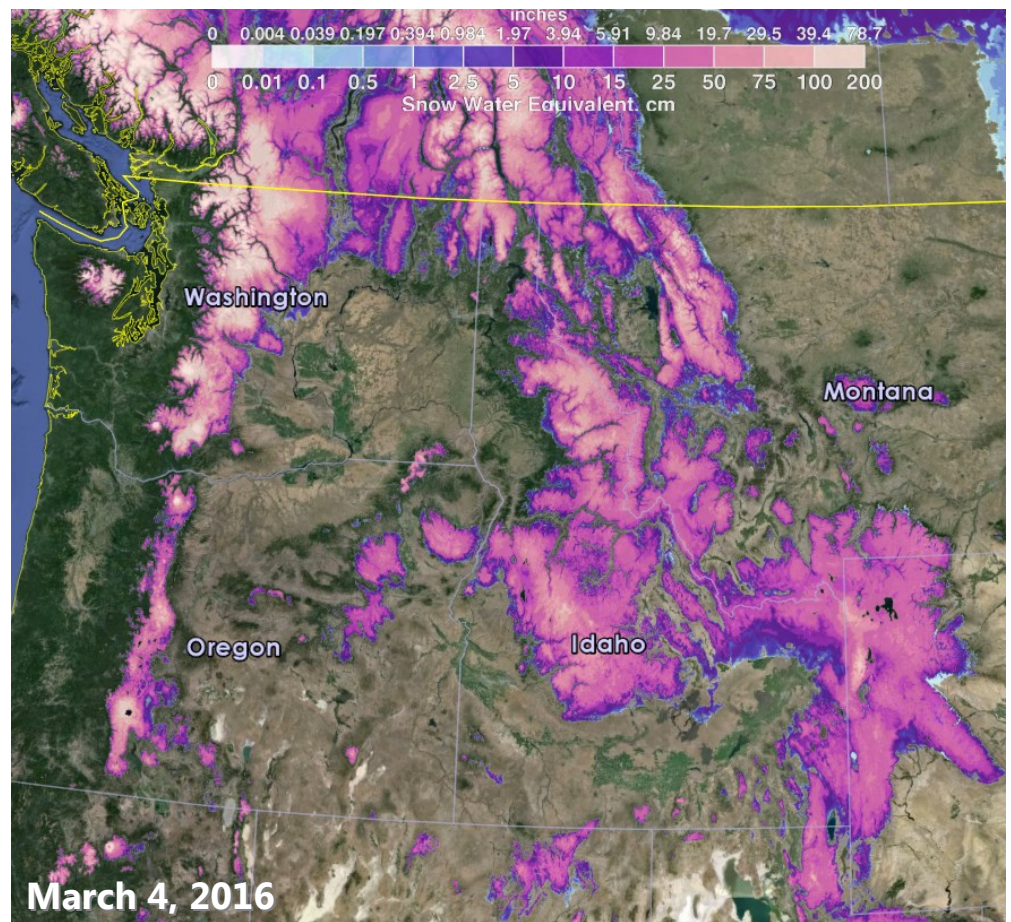 inches
0 0.004 0.039 0.197 0.394 0.984 1.97 3.94 5.91 9.84 19.7 29.5 39.4 78.7
0 0.01 0.1 0.5 1 2.5 5 10 15 25 50 75 100 200
Snow Water Equivalent, cm
Washington
Montana
Oregon
Idaho
March 4, 2016